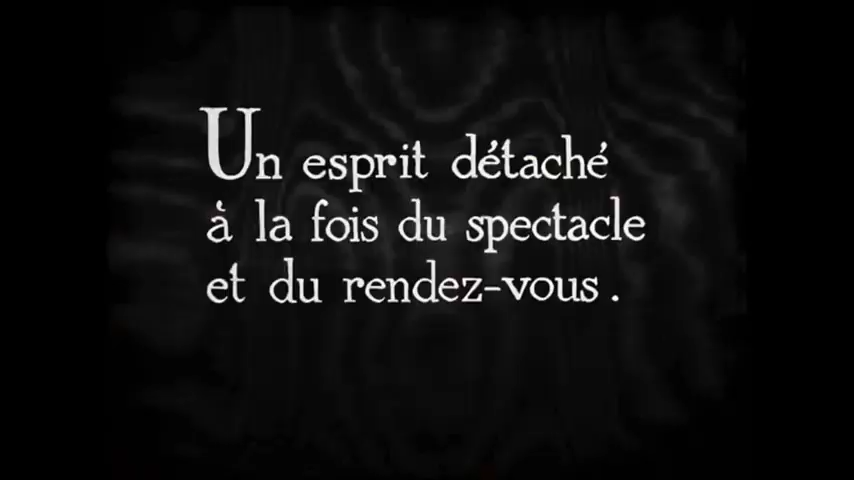 Un esprit détaché
à la fois du spectacle
et du rendez-vous.